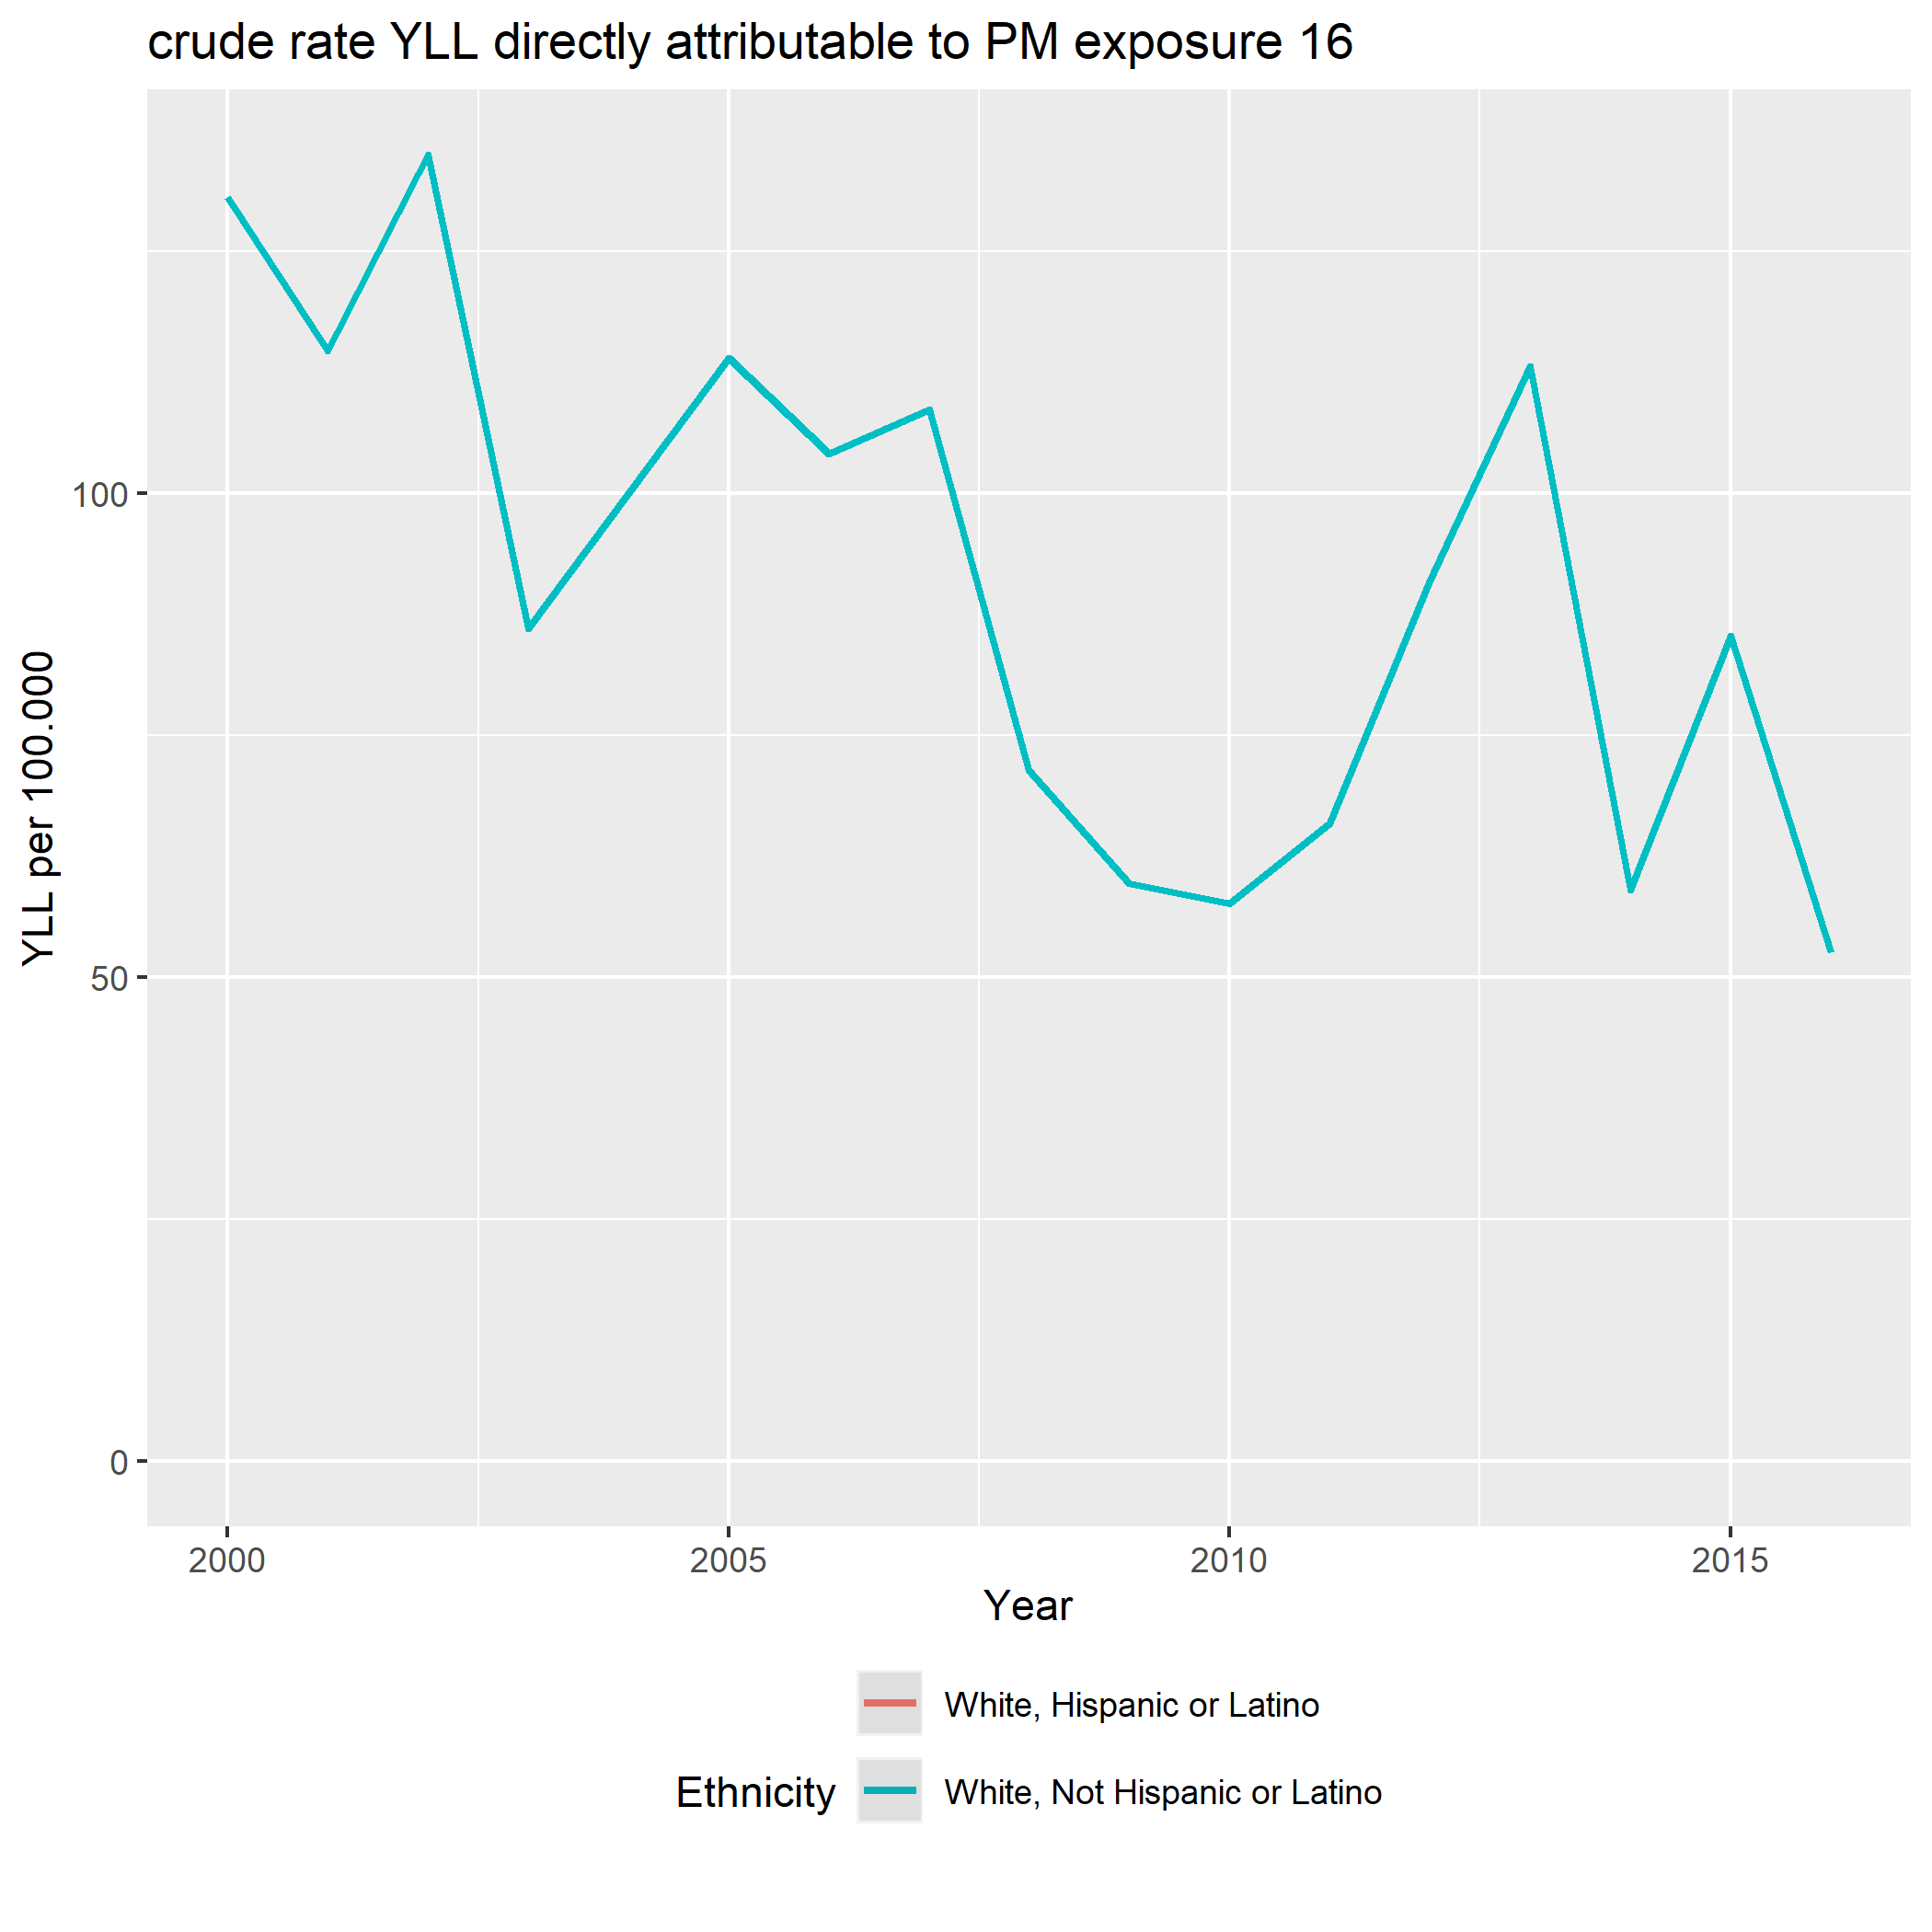 crude rate YLL directly attributable to PM exposure 16
YLL per 100.000
100
50
0
2000 2005 2010 2015
Year
Ethnicity
White, Hispanic or Latino
White, Not Hispanic or Latino